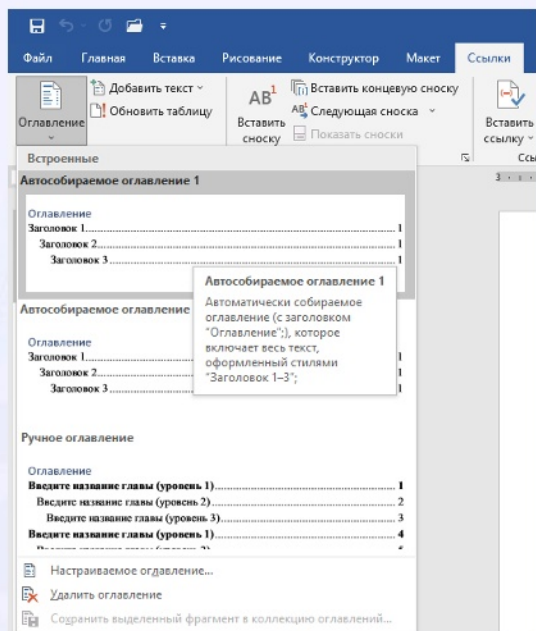 Файл Главная Вставка Рисование Конструктор Макет Ссылки
Оглавление
Добавить текст
Обновить таблицу
AB1
Вставить сноску
Вставить концевую сноску
AB1 Следующая сноска
Показать сноски
Вставить ссылку
Ссы
3
Встроенные
Автособираемое оглавление 1
Оглавление
Заголовок 1 1
Заголовок 2 1
Заголовок 3 1
Автособираемое оглавление 1
Автоматически собираемое
оглавление (с заголовком
"Оглавление";), которое
включает весь текст,
оформленный стилями
"Заголовок 1–3";
Автособираемое оглавление
Оглавление
Заголовок 1 1
Заголовок 2 1
Заголовок 3 1
Ручное оглавление
Оглавление
Введите название главы (уровень 1) 1
Введите название главы (уровень 2) 2
Введите название главы (уровень 3) 3
Введите название главы (уровень 1) 4
Настраиваемое оглавление...
Удалить оглавление
Сохранить выделенный фрагмент в коллекцию оглавлений...